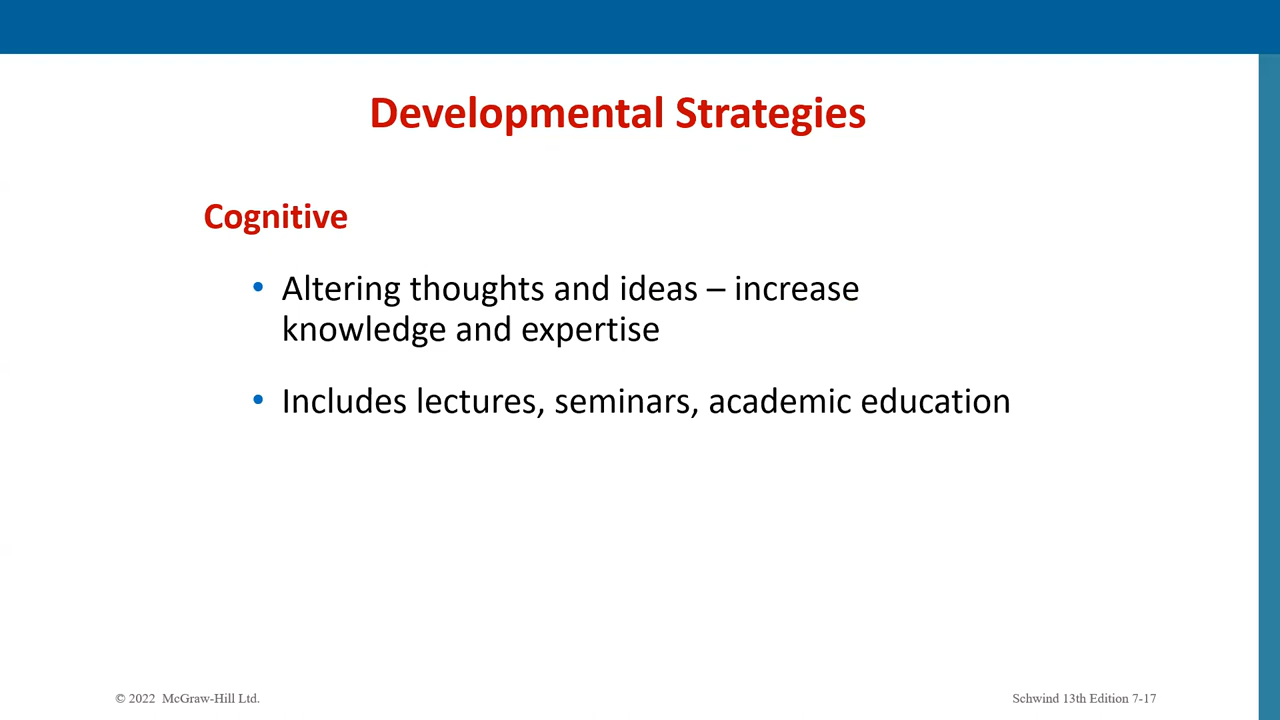 Developmental Strategies
Cognitive
• Altering thoughts and ideas – increase
knowledge and expertise
• Includes lectures, seminars, academic education
© 2022 McGraw-Hill Ltd.
Schwind 13th Edition 7-17